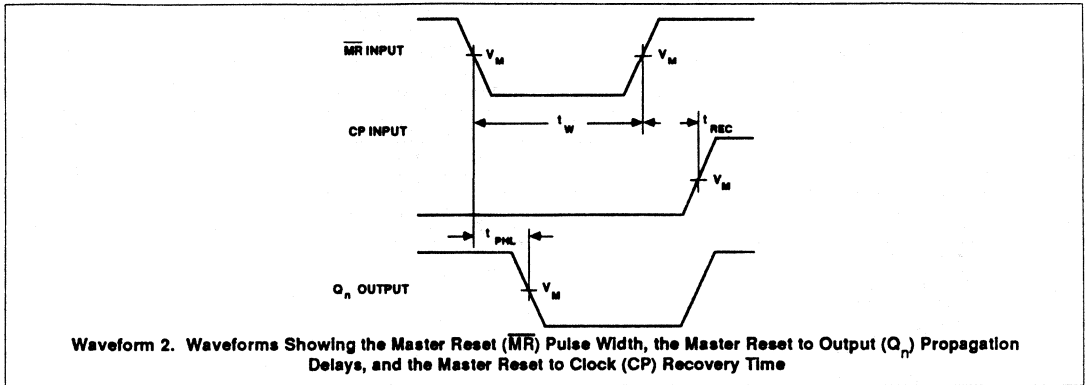 M̅R̅ INPUT
V_M
V_M
CP INPUT
t_W
t_REC
V_M
t_PHL
Q_n OUTPUT
V_M
Waveform 2. Waveforms Showing the Master Reset (M̅R̅) Pulse Width, the Master Reset to Output (Q_n) Propagation
Delays, and the Master Reset to Clock (CP) Recovery Time